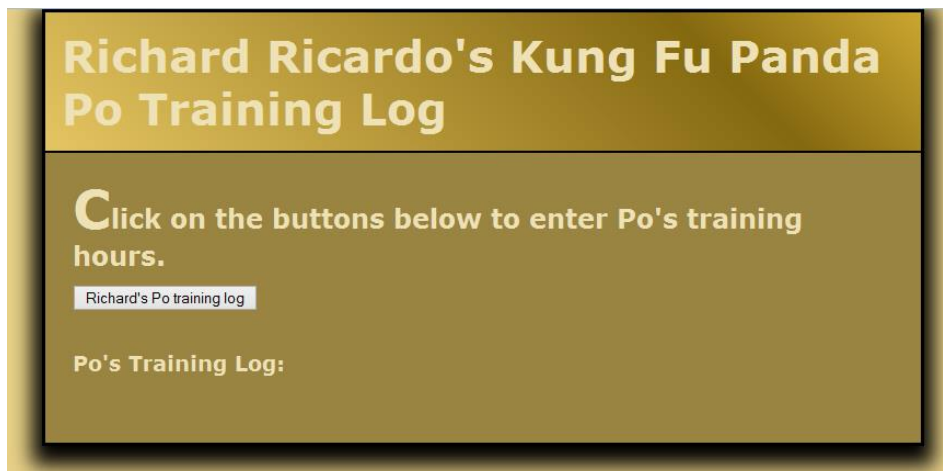 Richard Ricardo's Kung Fu Panda
Po Training Log
Click on the buttons below to enter Po's training
hours.
Richard's Po training log
Po's Training Log: